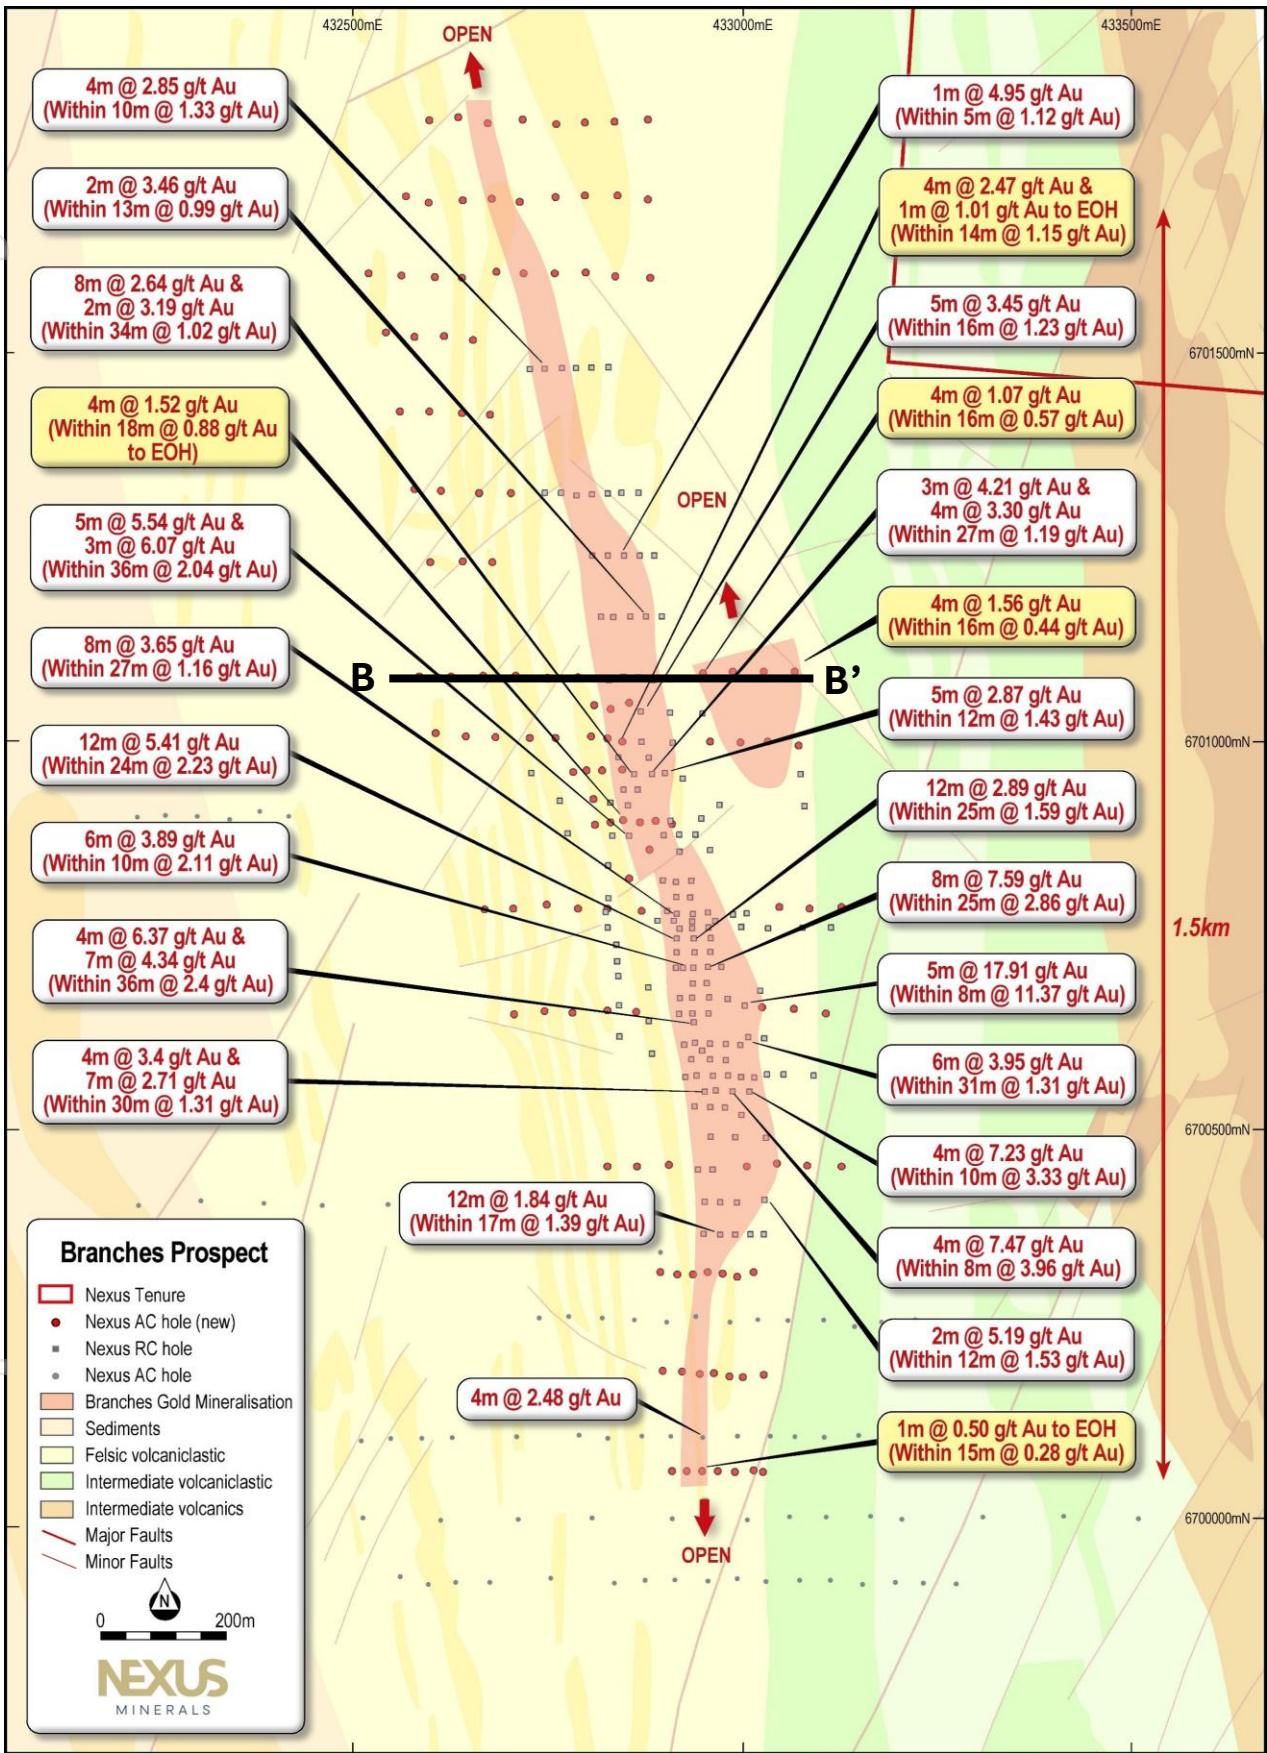 432500mE
433000mE
433500mE
OPEN
4m @ 2.85 g/t Au
(Within 10m @ 1.33 g/t Au)
2m @ 3.46 g/t Au
(Within 13m @ 0.99 g/t Au)
8m @ 2.64 g/t Au &
2m @ 3.19 g/t Au
(Within 34m @ 1.02 g/t Au)
4m @ 1.52 g/t Au
(Within 18m @ 0.88 g/t Au
to EOH)
5m @ 5.54 g/t Au &
3m @ 6.07 g/t Au
(Within 36m @ 2.04 g/t Au)
8m @ 3.65 g/t Au
(Within 27m @ 1.16 g/t Au)
12m @ 5.41 g/t Au
(Within 24m @ 2.23 g/t Au)
6m @ 3.89 g/t Au
(Within 10m @ 2.11 g/t Au)
4m @ 6.37 g/t Au &
7m @ 4.34 g/t Au
(Within 36m @ 2.4 g/t Au)
4m @ 3.4 g/t Au &
7m @ 2.71 g/t Au
(Within 30m @ 1.31 g/t Au)
12m @ 1.84 g/t Au
(Within 17m @ 1.39 g/t Au)
4m @ 2.48 g/t Au
OPEN
B
B’
1m @ 4.95 g/t Au
(Within 5m @ 1.12 g/t Au)
4m @ 2.47 g/t Au &
1m @ 1.01 g/t Au to EOH
(Within 14m @ 1.15 g/t Au)
5m @ 3.45 g/t Au
(Within 16m @ 1.23 g/t Au)
4m @ 1.07 g/t Au
(Within 16m @ 0.57 g/t Au)
3m @ 4.21 g/t Au &
4m @ 3.30 g/t Au
(Within 27m @ 1.19 g/t Au)
4m @ 1.56 g/t Au
(Within 16m @ 0.44 g/t Au)
5m @ 2.87 g/t Au
(Within 12m @ 1.43 g/t Au)
12m @ 2.89 g/t Au
(Within 25m @ 1.59 g/t Au)
8m @ 7.59 g/t Au
(Within 25m @ 2.86 g/t Au)
5m @ 17.91 g/t Au
(Within 8m @ 11.37 g/t Au)
6m @ 3.95 g/t Au
(Within 31m @ 1.31 g/t Au)
4m @ 7.23 g/t Au
(Within 10m @ 3.33 g/t Au)
4m @ 7.47 g/t Au
(Within 8m @ 3.96 g/t Au)
2m @ 5.19 g/t Au
(Within 12m @ 1.53 g/t Au)
1m @ 0.50 g/t Au to EOH
(Within 15m @ 0.28 g/t Au)
6701500mN
6701000mN
1.5km
6700500mN
6700000mN
OPEN
Branches Prospect
Nexus Tenure
Nexus AC hole (new)
Nexus RC hole
Nexus AC hole
Branches Gold Mineralisation
Sediments
Felsic volcaniclastic
Intermediate volcaniclastic
Intermediate volcanics
Major Faults
Minor Faults
N
0
200m
NEXUS
MINERALS